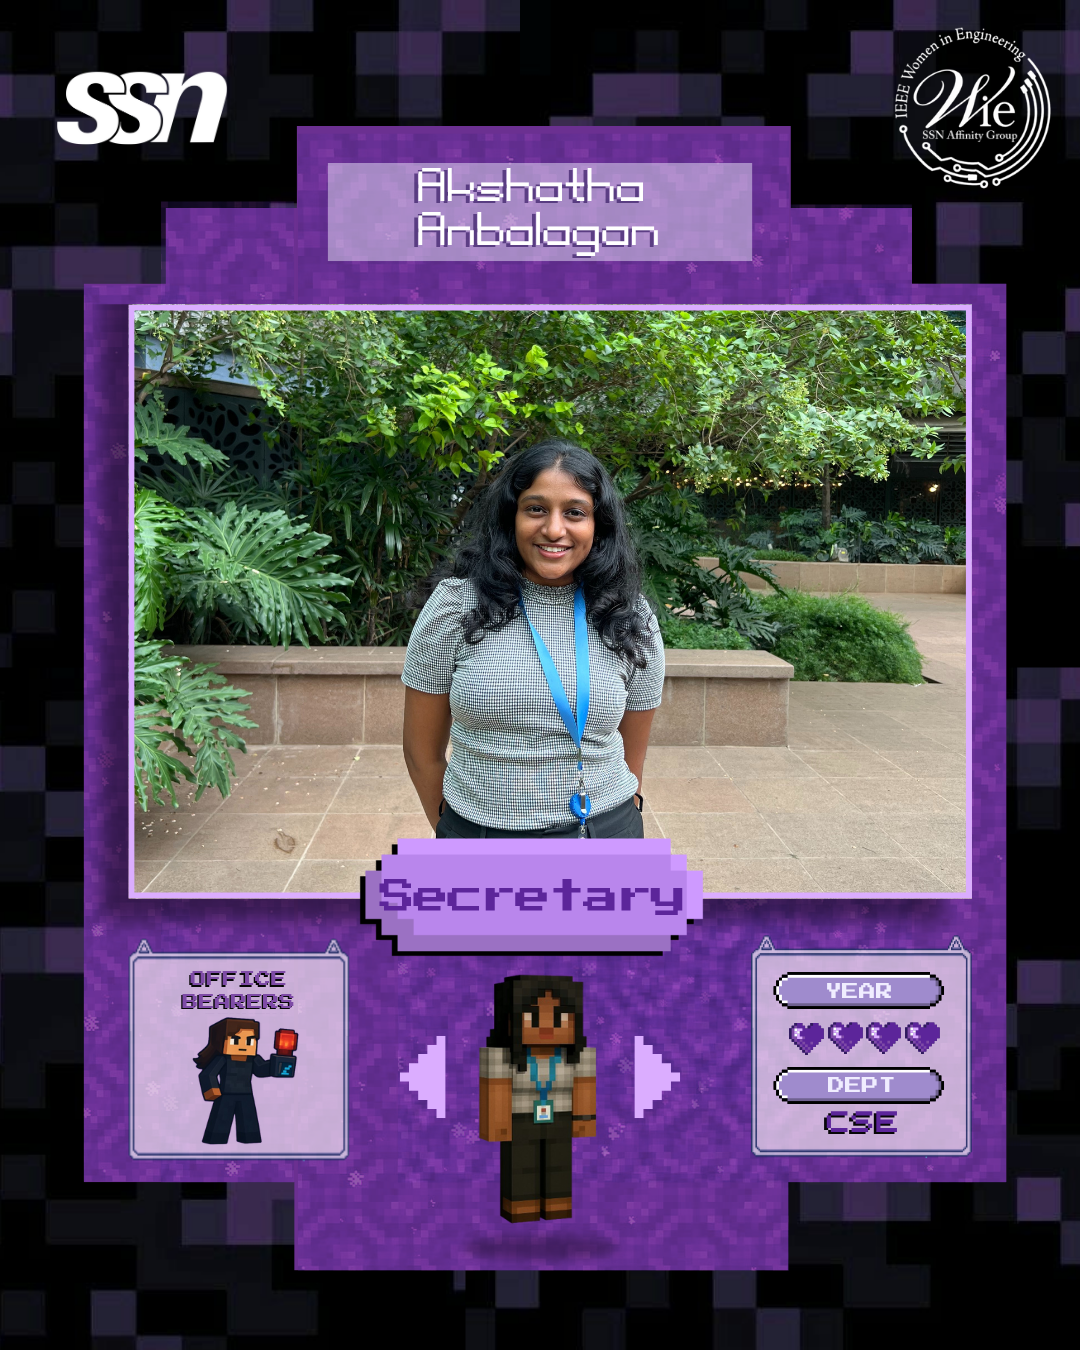 ssn
IEEE Women in Engineering
WiE
SSN Affinity Group
Akshatha
Anbalagan
Secretary
OFFICE
BEARERS
YEAR
DEPT
CSE